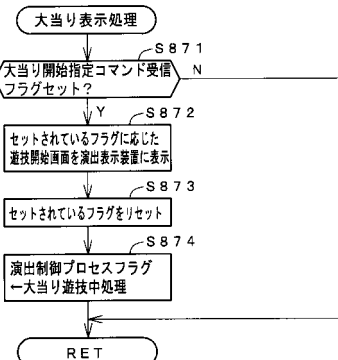 大当り表示処理
S871
大当り開始指定コマンド受信
フラグセット?
N
Y
S872
セットされているフラグに応じた
遊技開始画面を演出表示装置に表示
S873
セットされているフラグをリセット
S874
演出制御プロセスフラグ
←大当り遊技中処理
RET